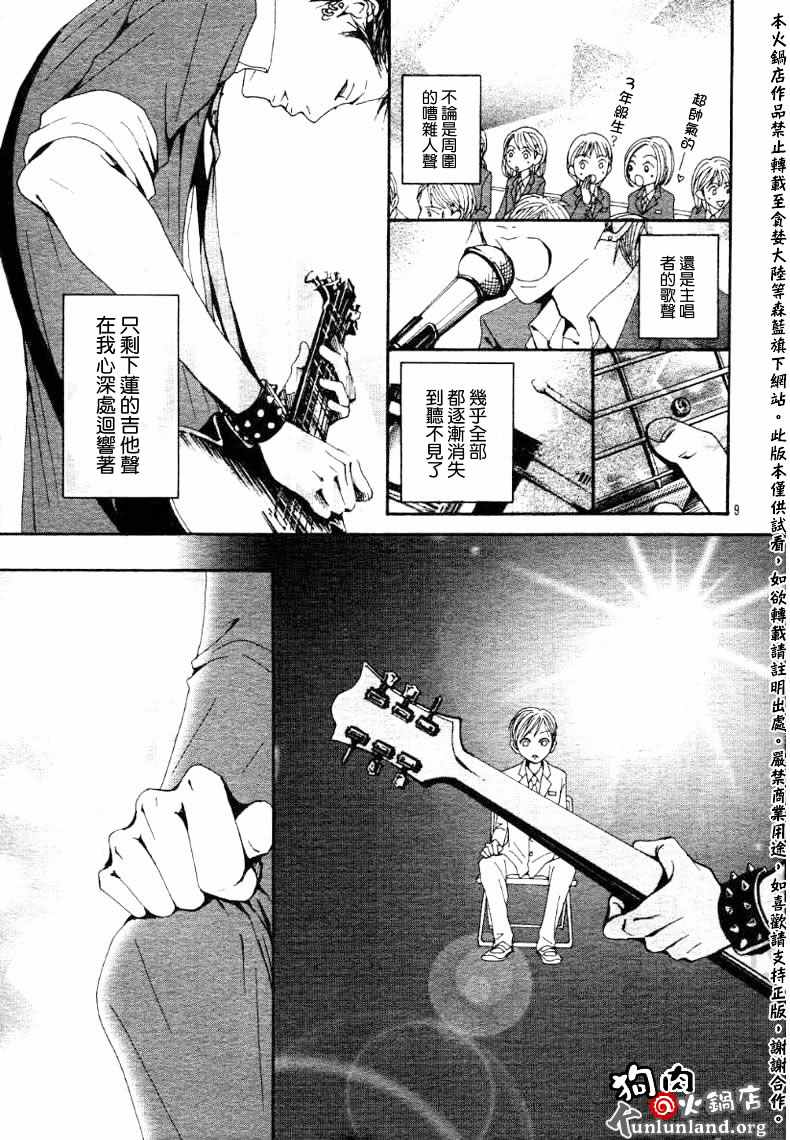 超帥氣的—♡
3年級生?
不論是周圍
的嘈雜人聲
還是主唱
者的歌聲
幾乎全部
都逐漸消失
到聽不見了
只剩下蓮的吉他聲
在我心深處迴響著
9
本火鍋店作品禁止轉載至貪婪大陸等森藍旗下網站。此版本僅供試看,如欲轉載請註明出處。嚴禁商業用途,如喜歡請支持正版,謝謝合作。
狗肉
@火鍋店
Kunlunland.org